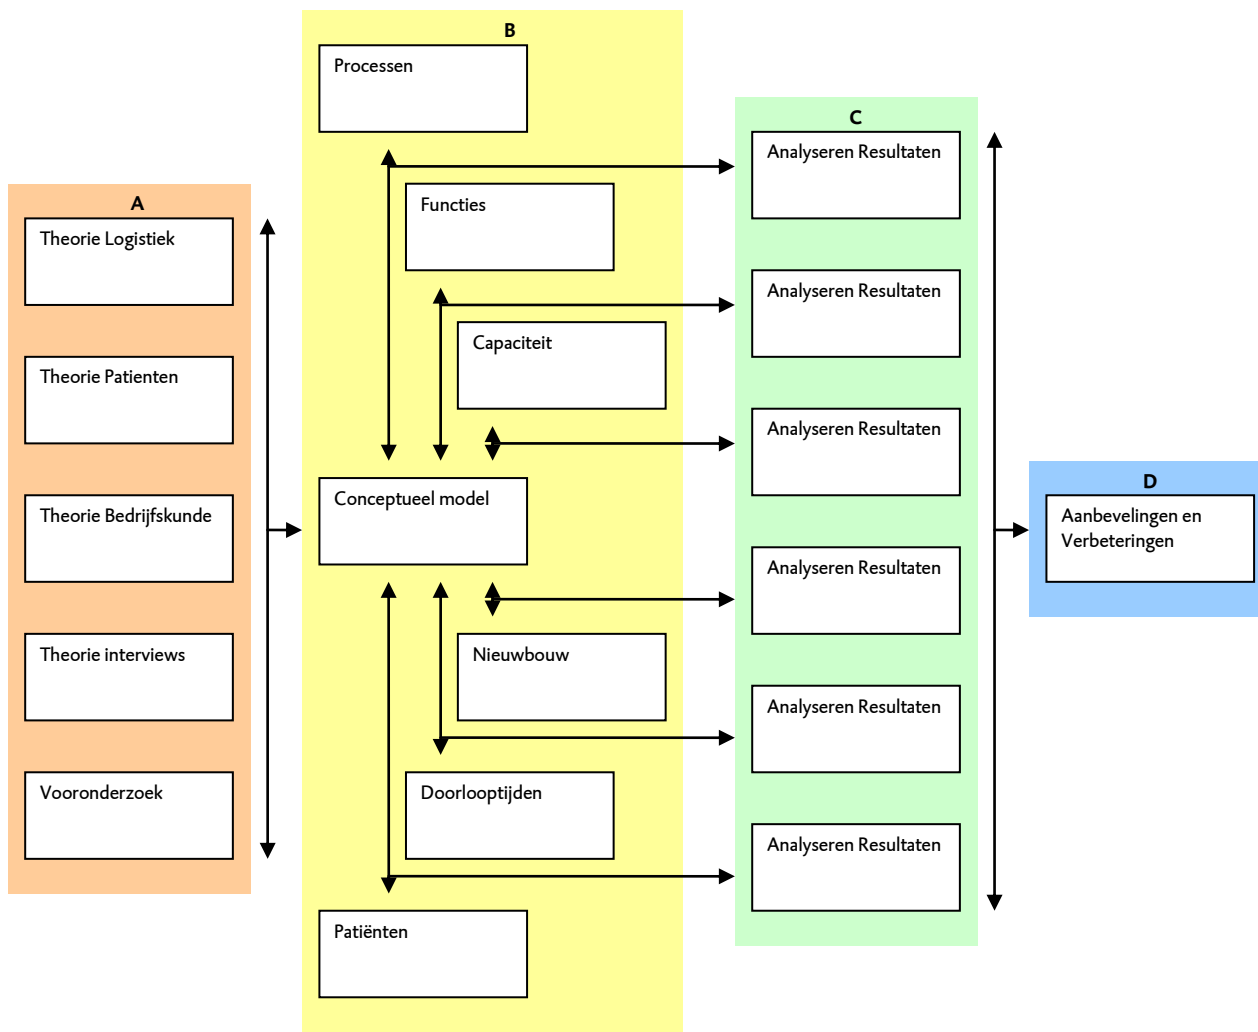 A
Theorie Logistiek
Theorie Patienten
Theorie Bedrijfskunde
Theorie interviews
Vooronderzoek
B
Processen
Functies
Capaciteit
Conceptueel model
Nieuwbouw
Doorlooptijden
Patiënten
C
Analyseren Resultaten
Analyseren Resultaten
Analyseren Resultaten
Analyseren Resultaten
Analyseren Resultaten
Analyseren Resultaten
D
Aanbevelingen en
Verbeteringen